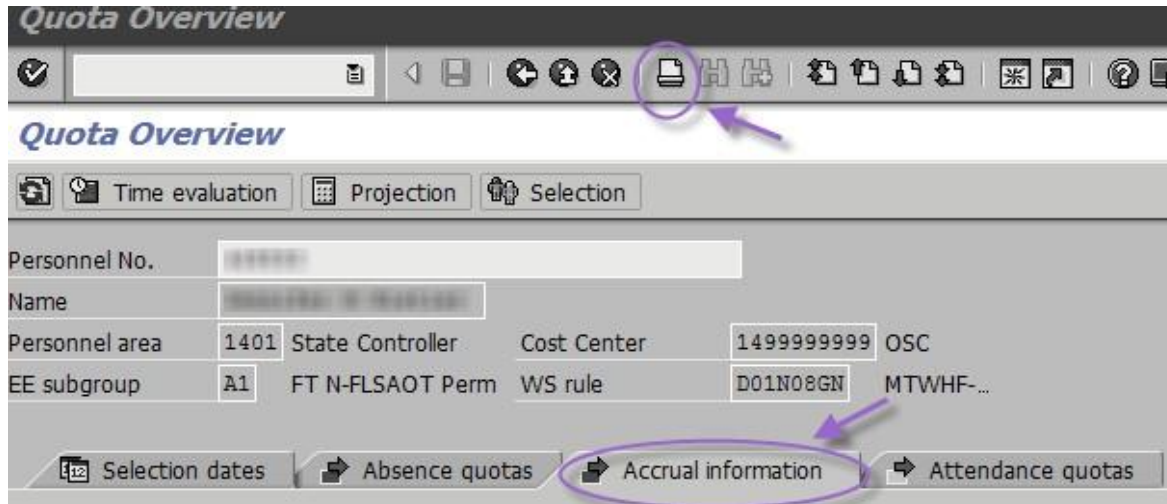 Quota Overview
Quota Overview
Time evaluation Projection Selection
Personnel No.
Name
Personnel area 1401 State Controller Cost Center 1499999999 OSC
EE subgroup A1 FT N-FLSAOT Perm WS rule D01N08GN MTWHF-…
Selection dates Absence quotas Accrual information Attendance quotas